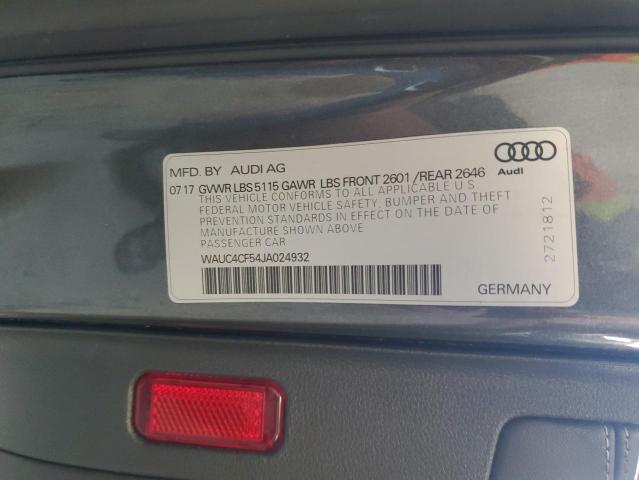 MFD. BY AUDI AG
Audi
07 17 GVWR LBS 5115 GAWR LBS FRONT 2601 /REAR 2646
THIS VEHICLE CONFORMS TO ALL APPLICABLE U S
FEDERAL MOTOR VEHICLE SAFETY, BUMPER AND THEFT
PREVENTION STANDARDS IN EFFECT ON THE DATE OF
MANUFACTURE SHOWN ABOVE
PASSENGER CAR
WAUC4CF54JA024932
GERMANY
2721812